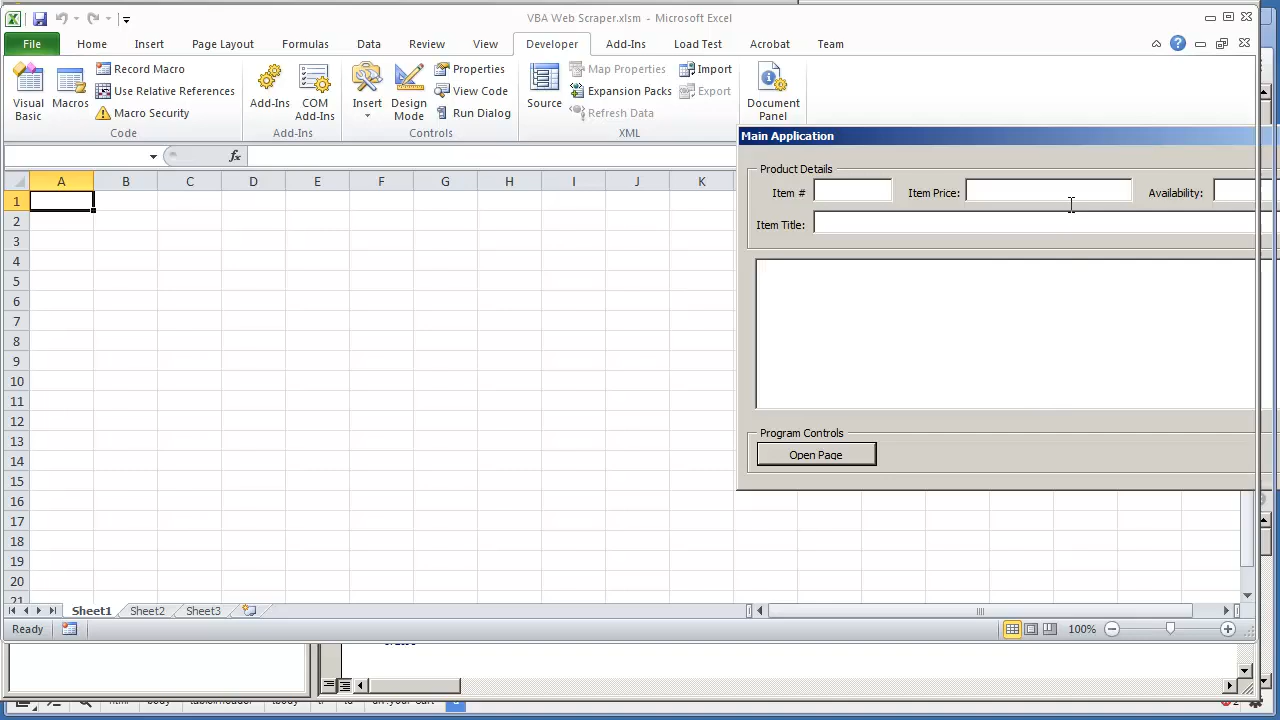 VBA Web Scraper.xlsm - Microsoft Excel
File Home Insert Page Layout Formulas Data Review View Developer Add-Ins Load Test Acrobat Team
Visual Basic
Macros
Record Macro
Use Relative References
Macro Security
Code
Add-Ins
COM Add-Ins
Add-Ins
Insert
Design Mode
Properties
View Code
Run Dialog
Controls
Source
Map Properties
Expansion Packs
Refresh Data
Import
Export
XML
Document Panel
fx
A B C D E F G H I J K
1
2
3
4
5
6
7
8
9
10
11
12
13
14
15
16
17
18
19
20
21
Main Application
Product Details
Item #
Item Price:
Availability:
Item Title:
Program Controls
Open Page
Sheet1 Sheet2 Sheet3
Ready
100%